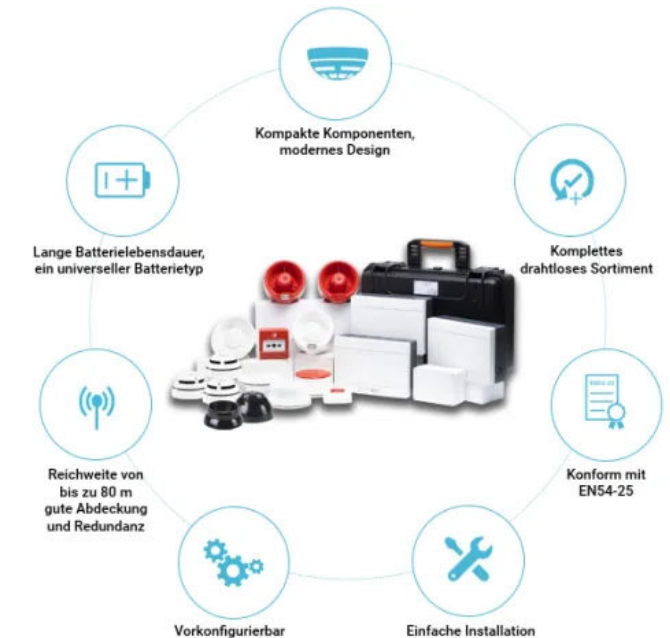 Kompakte Komponenten,
modernes Design
Lange Batterielebensdauer,
ein universeller Batterietyp
Komplettes
drahtloses Sortiment
Reichweite von
bis zu 80 m
gute Abdeckung
und Redundanz
Konform mit
EN54-25
Vorkonfigurierbar
Einfache Installation